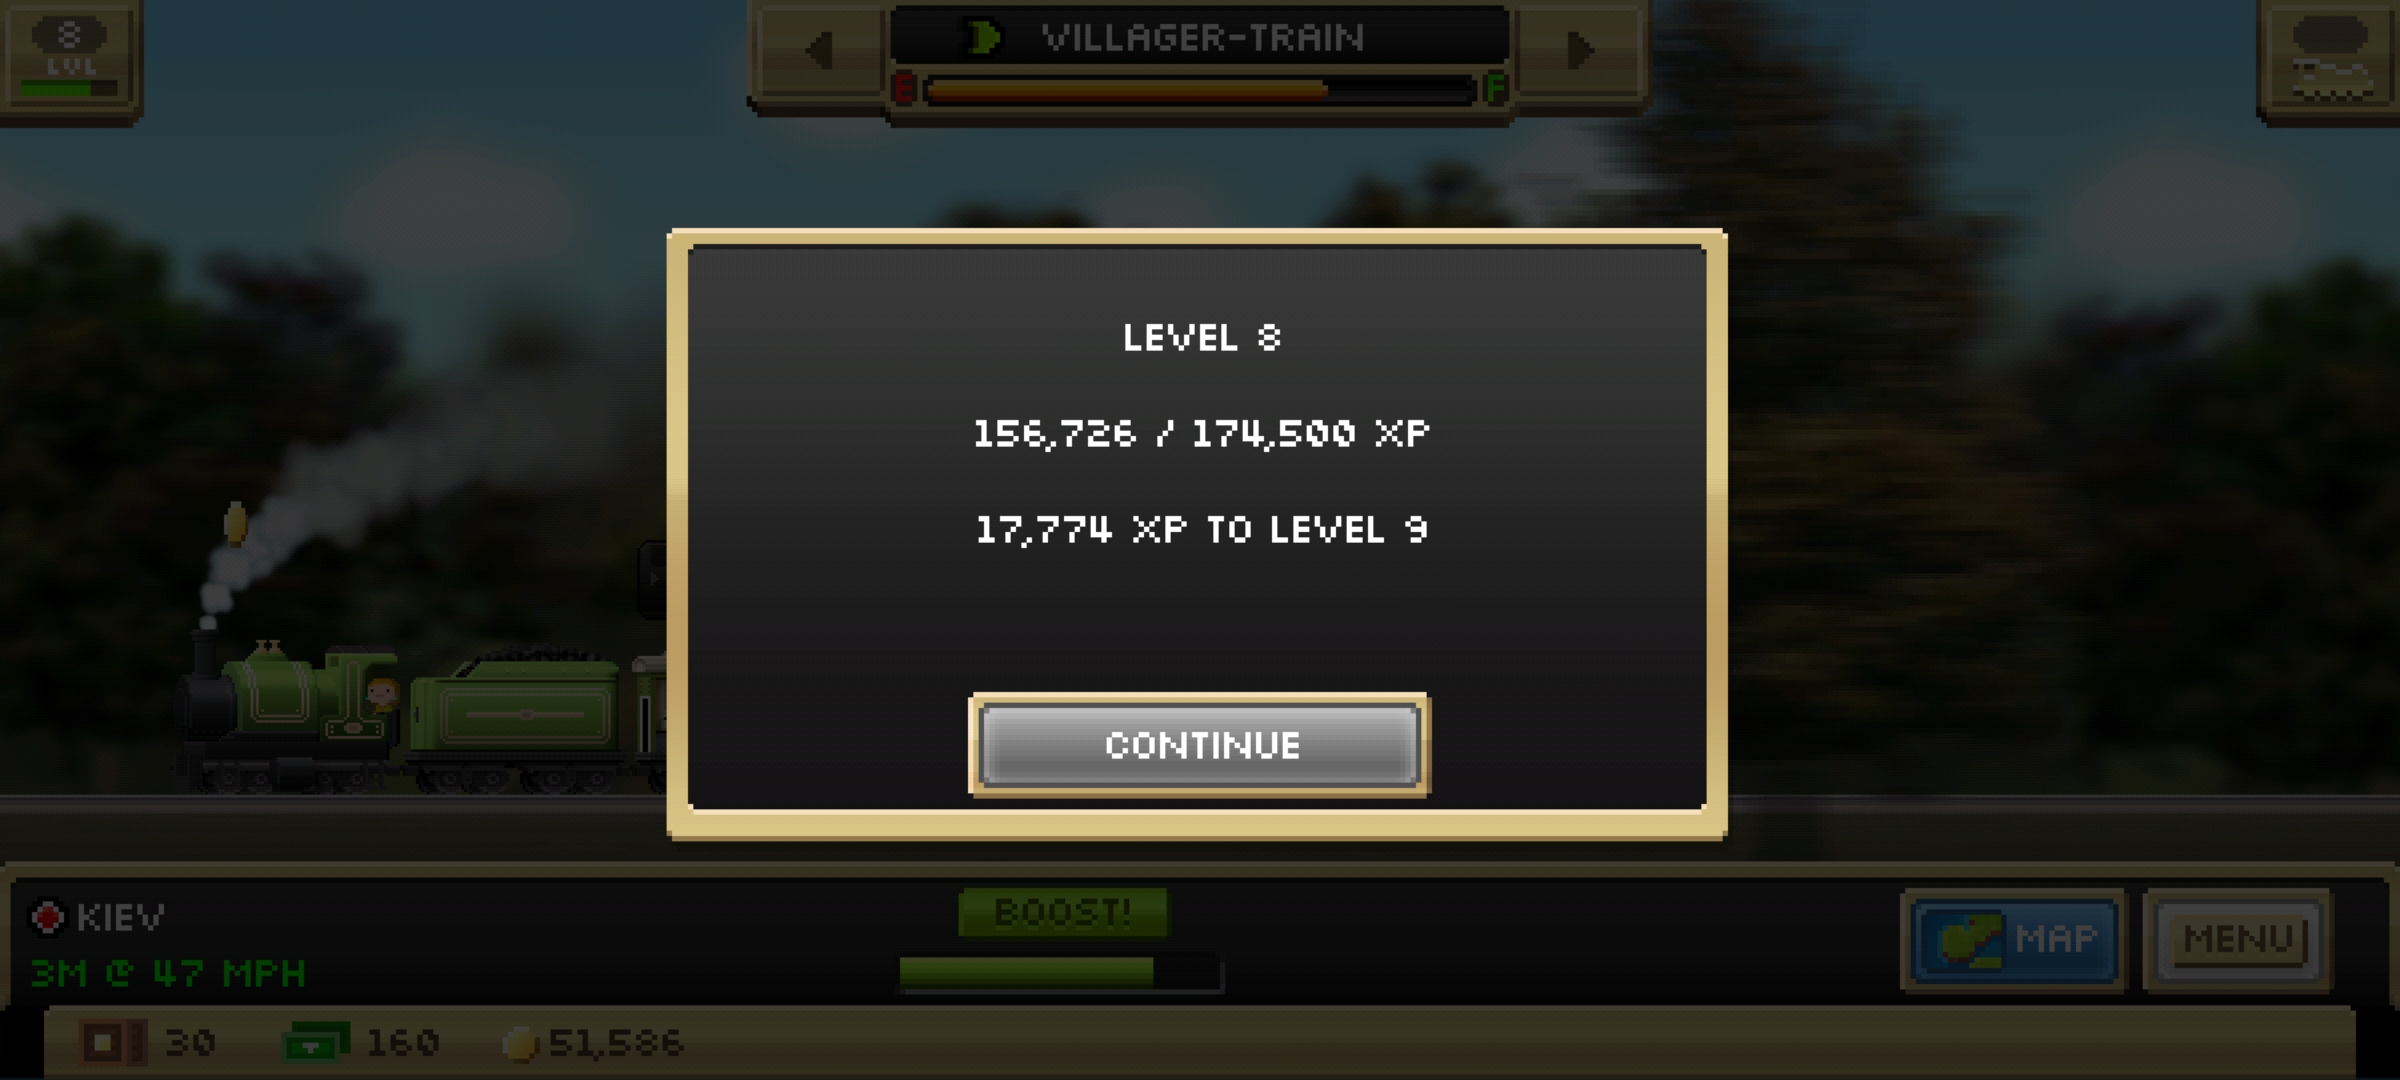 8
LVL
VILLAGER-TRAIN
E F
LEVEL 8
156,726 / 174,500 XP
17,774 XP TO LEVEL 9
CONTINUE
KIEV
3M @ 47 MPH
BOOST!
MAP
MENU
30 160 51,586